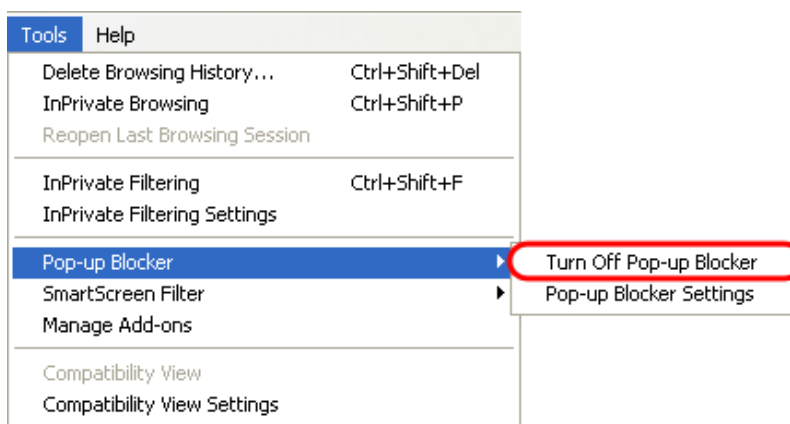 Tools Help
Delete Browsing History... Ctrl+Shift+Del
InPrivate Browsing Ctrl+Shift+P
Reopen Last Browsing Session
InPrivate Filtering Ctrl+Shift+F
InPrivate Filtering Settings
Pop-up Blocker Turn Off Pop-up Blocker
SmartScreen Filter Pop-up Blocker Settings
Manage Add-ons
Compatibility View
Compatibility View Settings